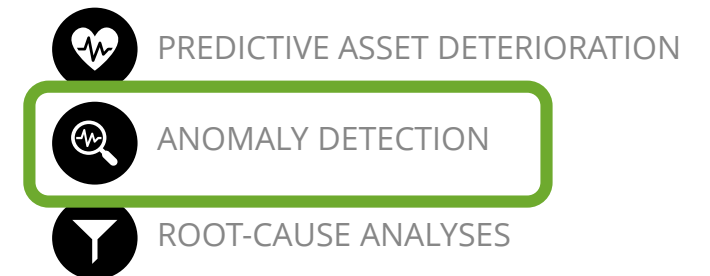 PREDICTIVE ASSET DETERIORATION
ANOMALY DETECTION
ROOT-CAUSE ANALYSES